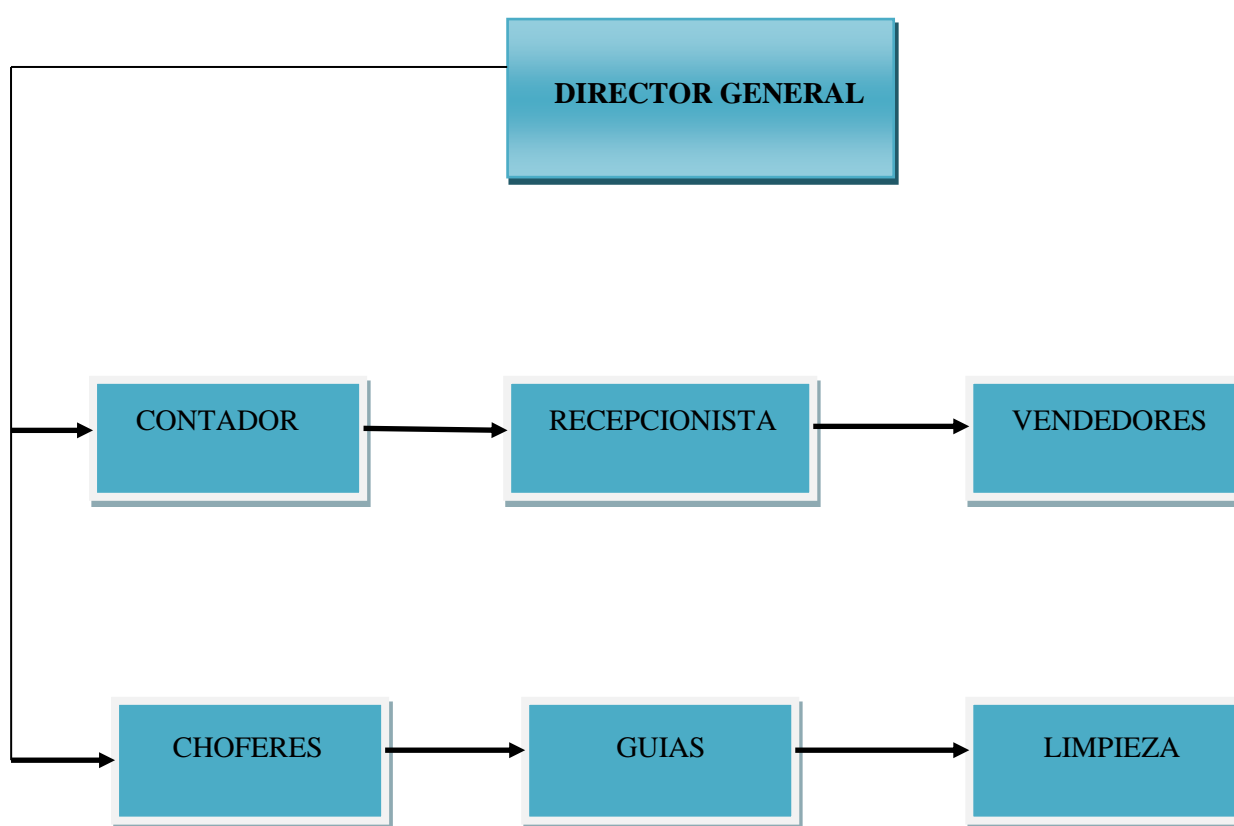 DIRECTOR GENERAL
CONTADOR
RECEPCIONISTA
VENDEDORES
CHOFERES
GUIAS
LIMPIEZA